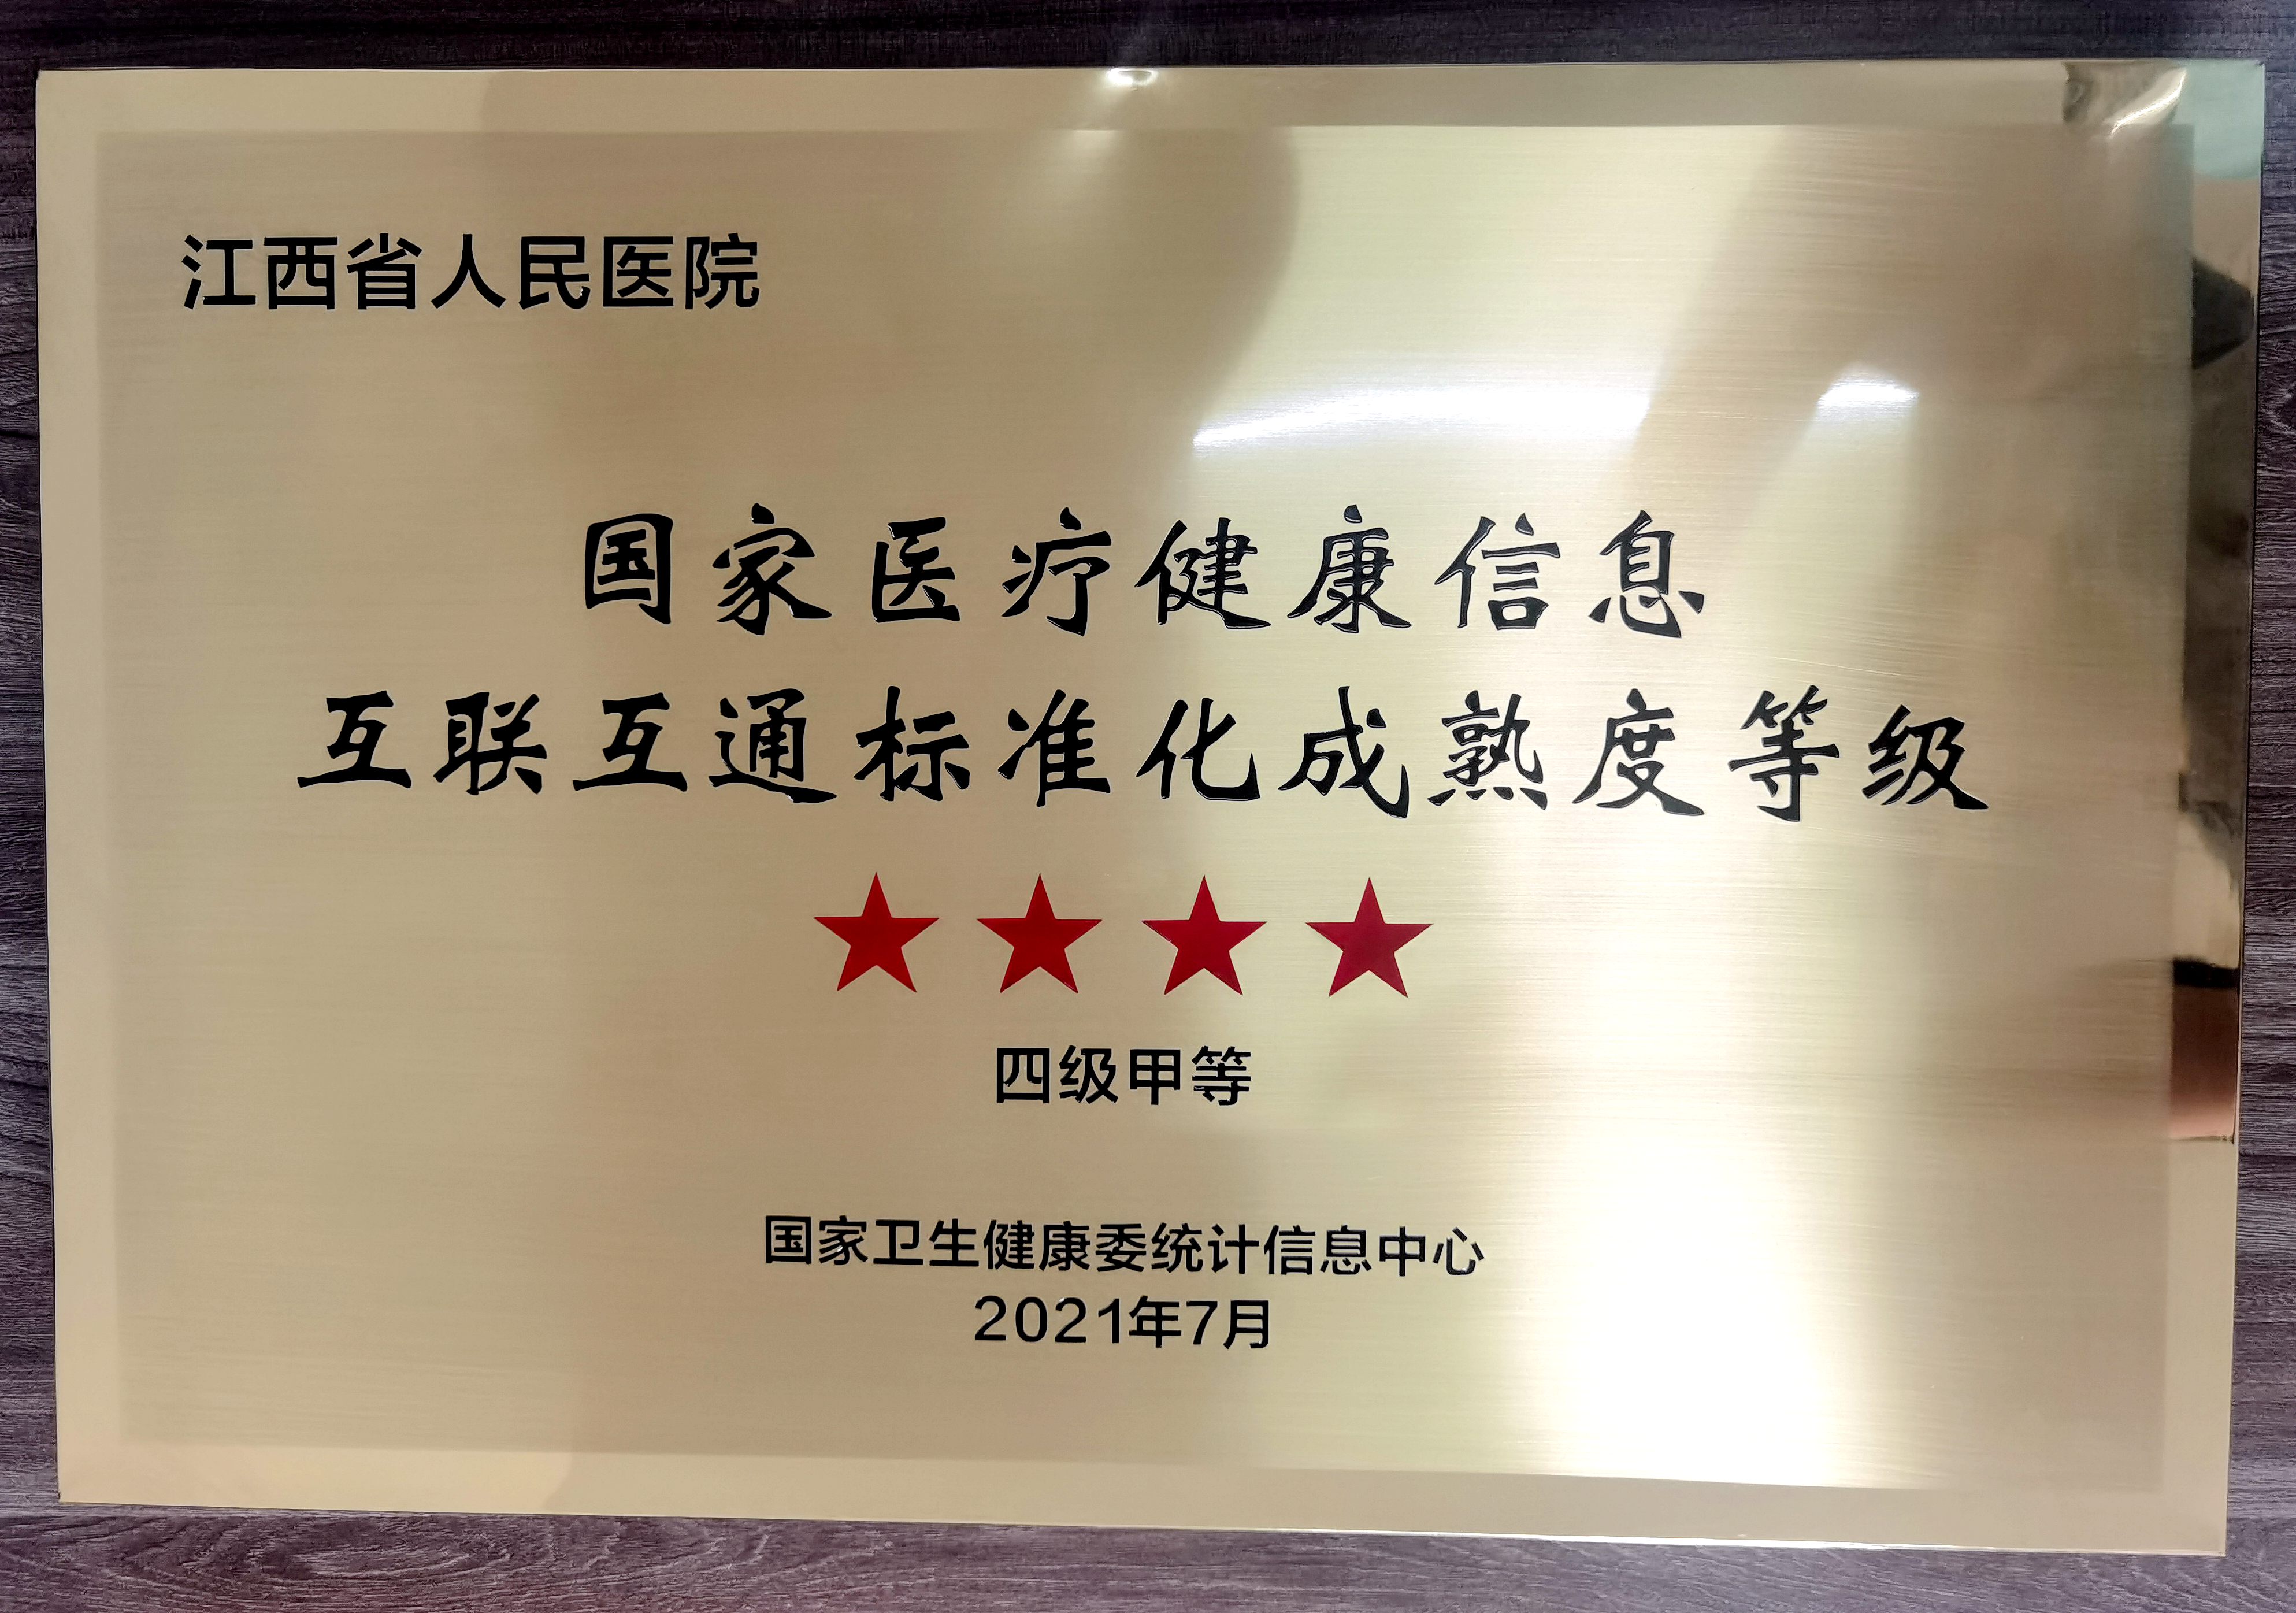 江西省人民医院
国家医疗健康信息
互联互通标准化成熟度等级
四级甲等
国家卫生健康委统计信息中心
2021年7月